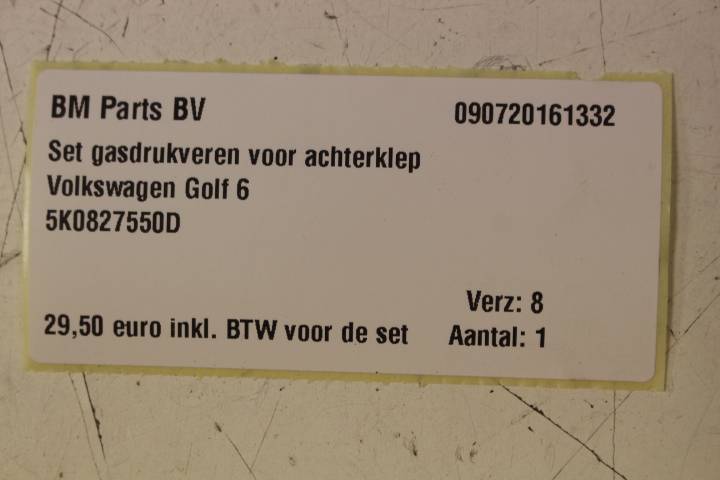 BM Parts BV 090720161332
Set gasdrukveren voor achterklep
Volkswagen Golf 6
5K0827550D
Verz: 8
29,50 euro inkl. BTW voor de set Aantal: 1